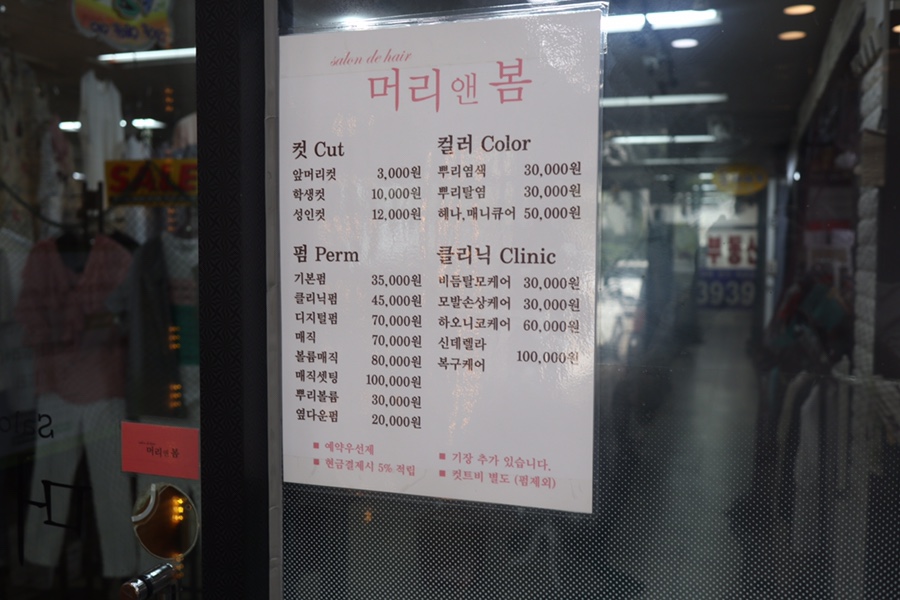 salon de hair
머리앤 봄
컷 Cut
앞머리컷 3,000원
학생컷 10,000원
성인컷 12,000원
컬러 Color
뿌리염색 30,000원
뿌리탈염 30,000원
헤나,매니큐어 50,000원
펌 Perm
기본펌 35,000원
클리닉펌 45,000원
디지털펌 70,000원
매직 70,000원
볼륨매직 80,000원
매직셋팅 100,000원
뿌리볼륨 30,000원
옆다운펌 20,000원
클리닉 Clinic
비듬탈모케어 30,000원
모발손상케어 30,000원
하오니코케어 60,000원
신데렐라
복구케어 100,000원
■ 예약우선제
■ 현금결제시 5% 적립
■ 기장 추가 있습니다.
■ 컷트비 별도 (펌제외)
SALE
머리앤 봄
부동산
3939